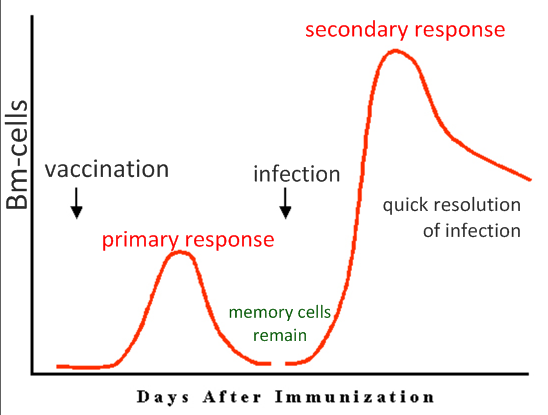 secondary response
Bm-cells
vaccination
infection
primary response
quick resolution
of infection
memory cells
remain
Days After Immunization